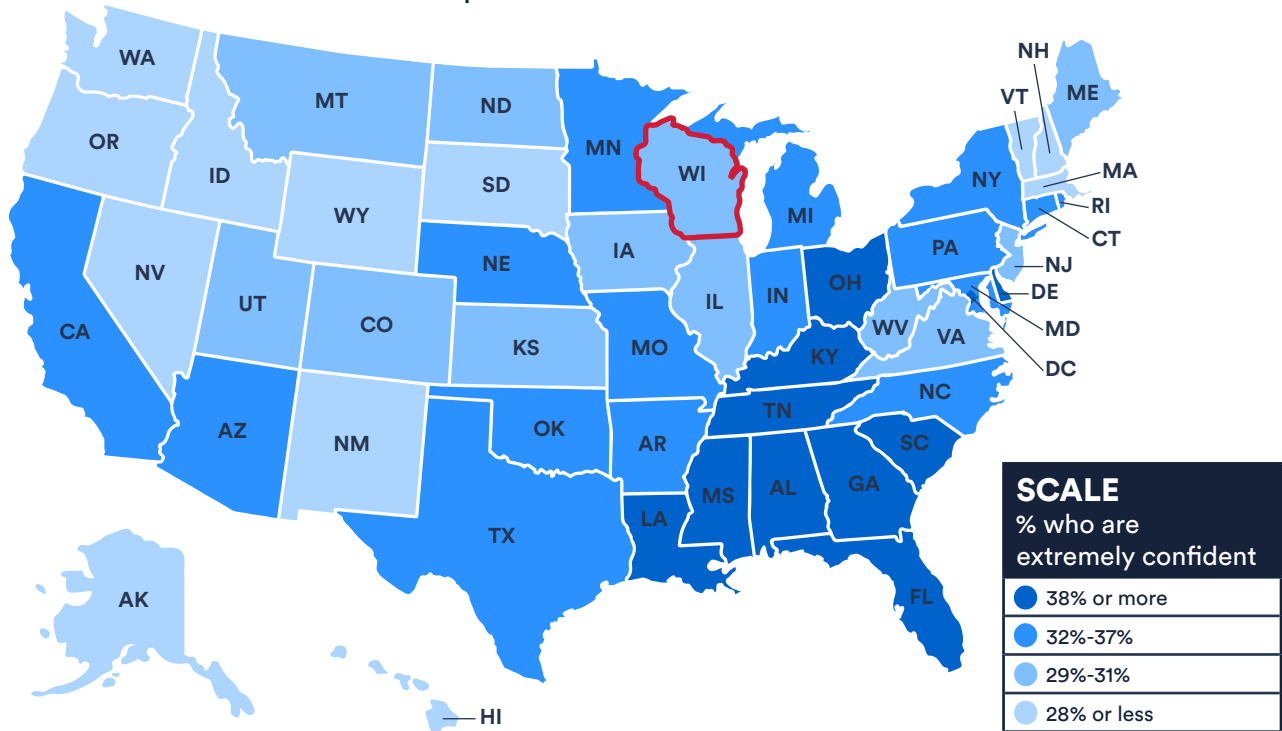 WA
MT
ND
MN
OR
ID
SD
WI
WY
NV
UT
CO
NE
IA
IL
IN
OH
MI
PA
NY
VT
NH
ME
MA
RI
CT
NJ
DE
MD
DC
CA
KS
MO
KY
WV
VA
AZ
NM
OK
AR
TN
NC
SC
TX
LA
MS
AL
GA
FL
AK
HI
SCALE
% who are
extremely confident
38% or more
32%-37%
29%-31%
28% or less